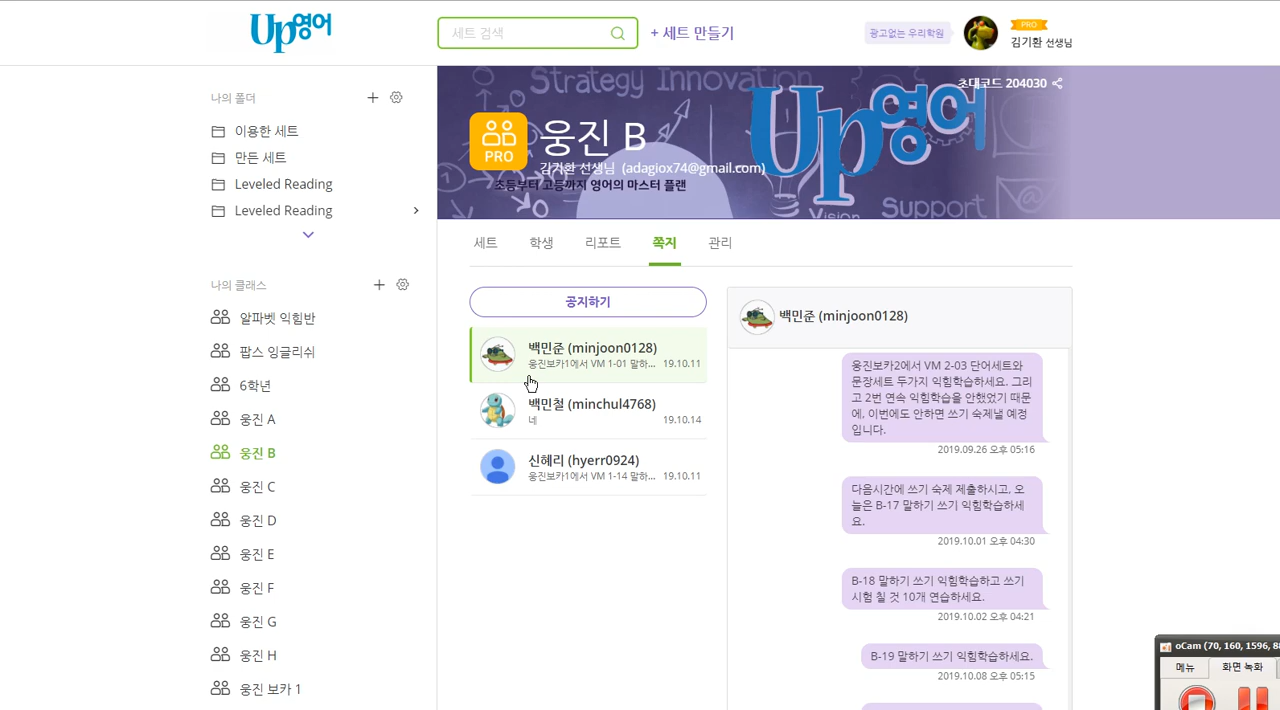 Up영어
세트 검색
+ 세트 만들기
광고없는 우리학원
PRO
김기환 선생님
나의 폴더
이용한 세트
만든 세트
Leveled Reading
Leveled Reading
나의 클래스
알파벳 익힘반
팝스 잉글리쉬
6학년
웅진 A
웅진 B
웅진 C
웅진 D
웅진 E
웅진 F
웅진 G
웅진 H
웅진 보카 1
Strategy Innovation
초대코드 204030
Up영어
PRO
웅진 B
김기환 선생님 (adagiox74@gmail.com)
초등부터 고등까지 영어의 마스터 플랜
Vision
Support
세트
학생
리포트
쪽지
관리
공지하기
백민준 (minjoon0128)
웅진보카1에서 VM 1-01 말하... 19.10.11
백민철 (minchul4768)
네 19.10.14
신혜리 (hyerr0924)
웅진보카1에서 VM 1-14 말하... 19.10.11
백민준 (minjoon0128)
웅진보카2에서 VM 2-03 단어세트와
문장세트 두가지 익힘학습하세요. 그리
고 2번 연속 익힘학습을 안했었기 때문
에, 이번에도 안하면 쓰기 숙제낼 예정
입니다.
2019.09.26 오후 05:16
다음시간에 쓰기 숙제 제출하시고, 오
늘은 B-17 말하기 쓰기 익힘학습하세
요.
2019.10.01 오후 04:30
B-18 말하기 쓰기 익힘학습하고 쓰기
시험 칠 것 10개 연습하세요.
2019.10.02 오후 04:21
B-19 말하기 쓰기 익힘학습하세요.
2019.10.08 오후 05:15
oCam (70, 160, 1596, 8
메뉴
화면 녹화